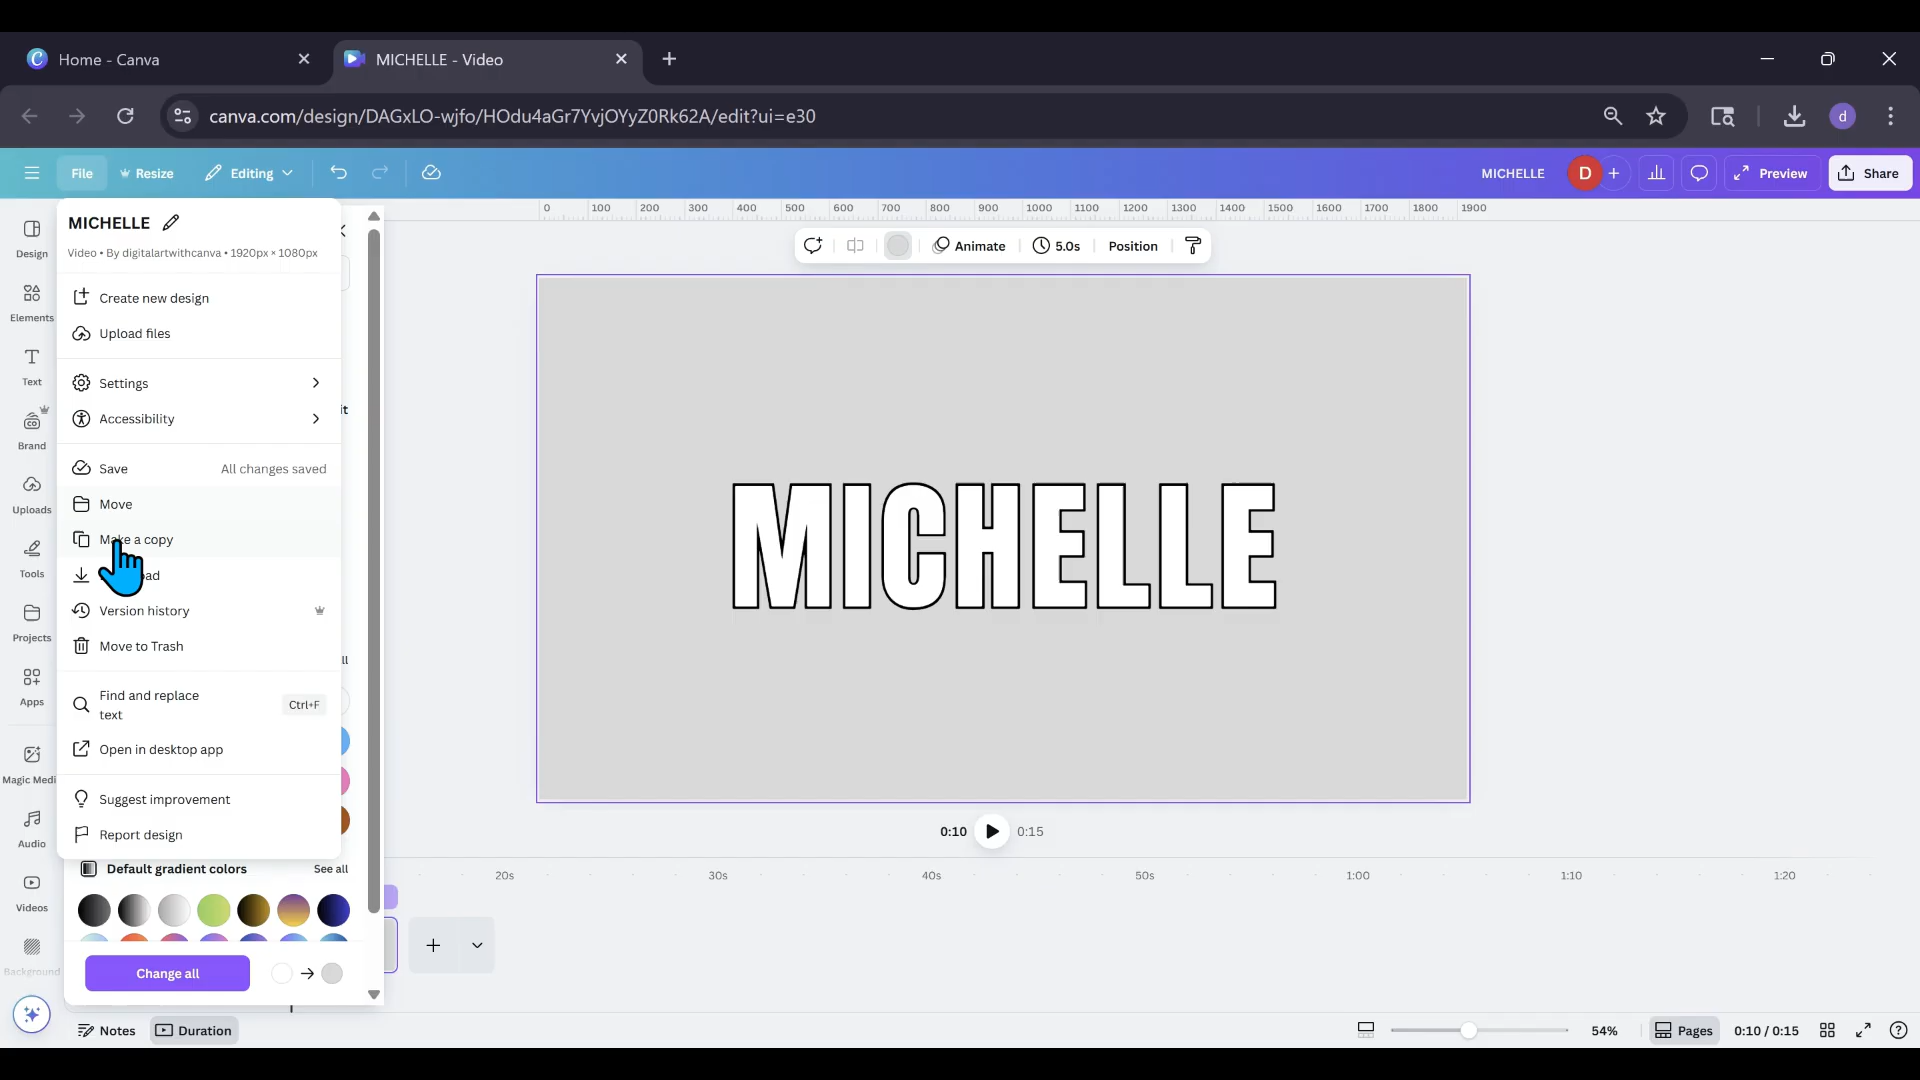 Home - Canva
MICHELLE - Video
canva.com/design/DAGxLO-wjfo/HOdu4aGr7YvjOYyZ0Rk62A/edit?ui=e30
d
File
Resize
Editing
MICHELLE
D
Preview
Share
0 100 200 300 400 500 600 700 800 900 1000 1100 1200 1300 1400 1500 1600 1700 1800 1900
MICHELLE
Video • By digitalartwithcanva • 1920px × 1080px
Create new design
Upload files
Settings
Accessibility
Save All changes saved
Move
Make a copy
Version history
Move to Trash
Find and replace
text
Ctrl+F
Open in desktop app
Suggest improvement
Report design
Design
Elements
Text
Brand
Uploads
Tools
Projects
Apps
Magic Medi
Audio
Videos
Background
Default gradient colors See all
Change all
Animate
5.0s
Position
MICHELLE
0:10 0:15
20s 30s 40s 50s 1:00 1:10 1:20
Notes
Duration
54%
Pages
0:10 / 0:15